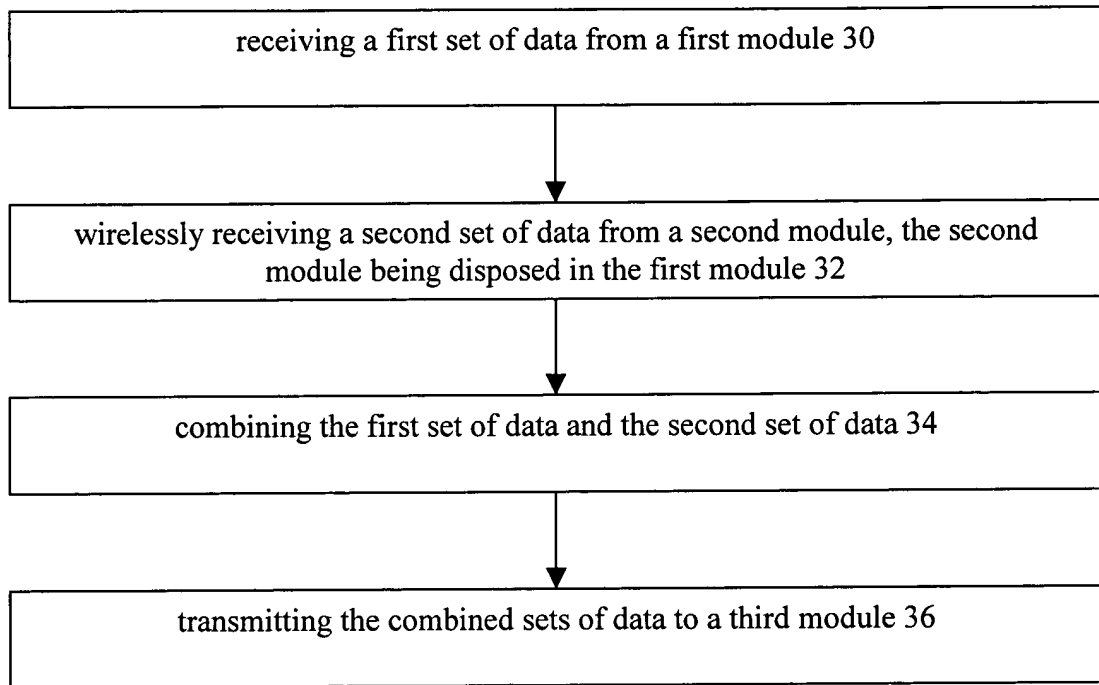 receiving a first set of data from a first module 30
wirelessly receiving a second set of data from a second module, the second
module being disposed in the first module 32
combining the first set of data and the second set of data 34
transmitting the combined sets of data to a third module 36